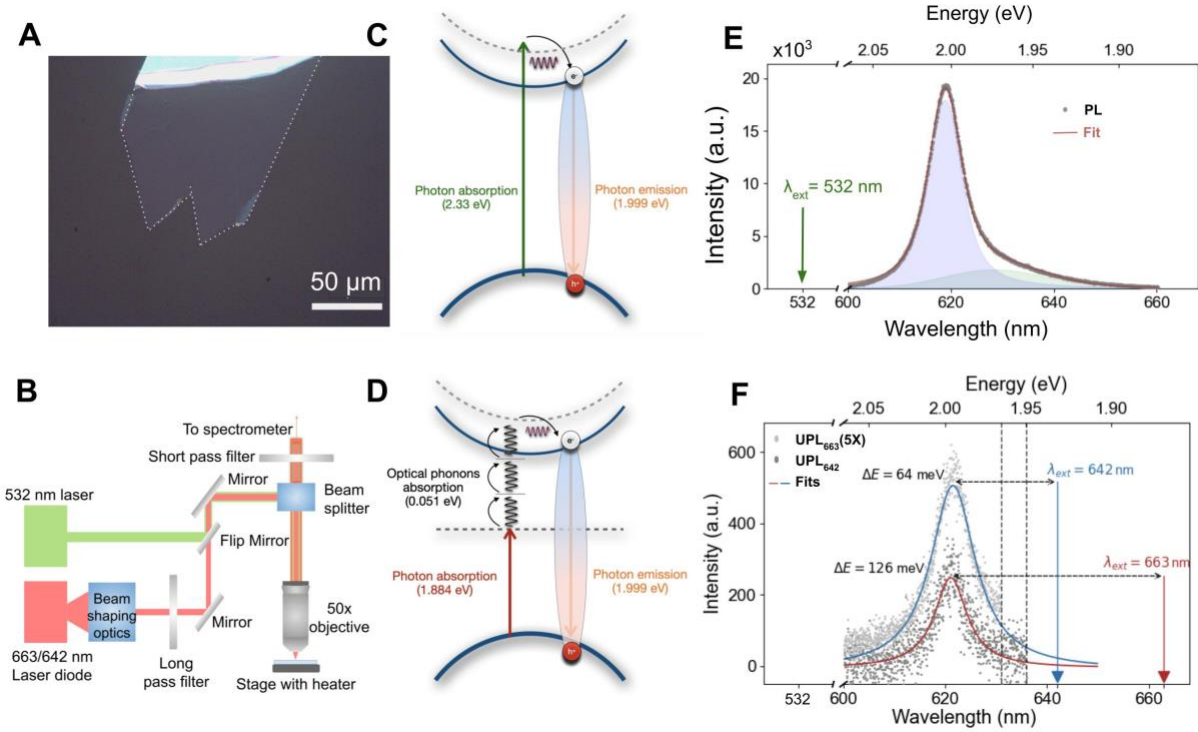 A
50 μm
B
To spectrometer
Short pass filter
Mirror
532 nm laser
Beam
splitter
Flip Mirror
Beam
shaping
optics
Mirror
50x
objective
663/642 nm
Laser diode
Long
pass filter
Stage with heater
C
e-
Photon absorption
(2.33 eV)
Photon emission
(1.999 eV)
h+
D
e-
Optical phonons
absorption
(0.051 eV)
Photon absorption
(1.884 eV)
Photon emission
(1.999 eV)
h+
E
Energy (eV)
x10³
2.05 2.00 1.95 1.90
20
15
10
5
0
Intensity (a.u.)
PL
Fit
λext= 532 nm
532 600 620 640 660
Wavelength (nm)
F
Energy (eV)
2.05 2.00 1.95 1.90
600
400
200
0
Intensity (a.u.)
UPL663(5X)
UPL642
Fits
ΔE = 64 meV
λext = 642 nm
ΔE = 126 meV
λext = 663 nm
532 600 620 640 660
Wavelength (nm)